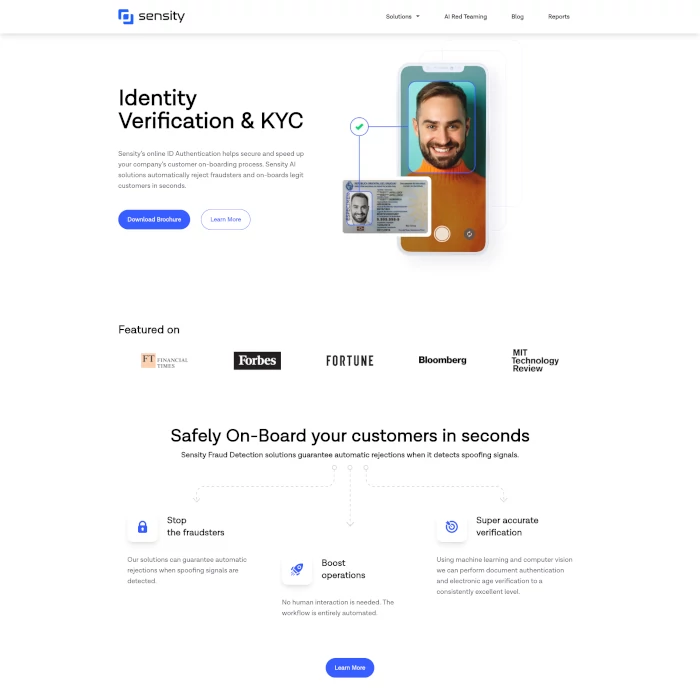 sensity
Solutions
AI Red Teaming
Blog
Reports
Identity
Verification & KYC
Sensity's online ID Authentication helps secure and speed up
your company's customer on-boarding process. Sensity AI
solutions automatically reject fraudsters and on-boards legit
customers in seconds.
Download Brochure
Learn More
Featured on
FT FINANCIAL
TIMES
Forbes
FORTUNE
Bloomberg
MIT
Technology
Review
Safely On-Board your customers in seconds
Sensity Fraud Detection solutions guarantee automatic rejections when it detects spoofing signals.
Stop
the fraudsters
Our solutions can guarantee automatic
rejections when spoofing signals are
detected.
Boost
operations
No human interaction is needed. The
workflow is entirely automated.
Super accurate
verification
Using machine learning and computer vision
we can perform document authentication
and electronic age verification to a
consistently excellent level.
Learn More